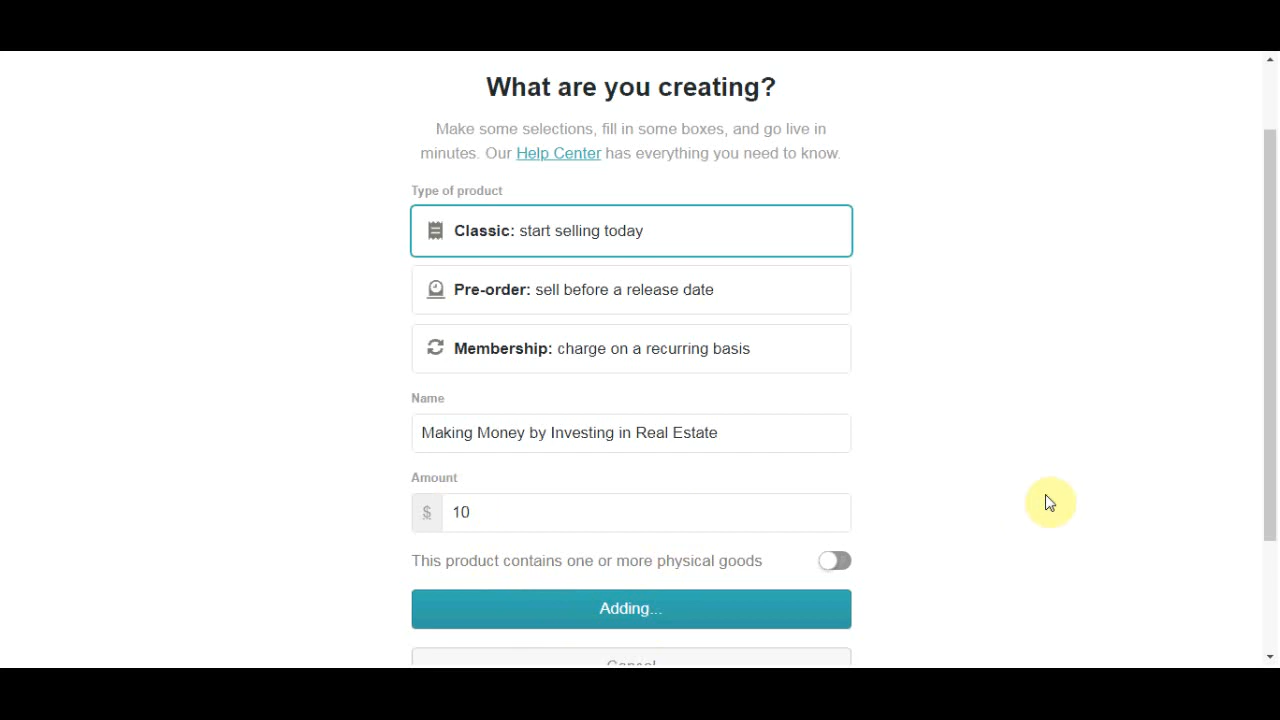 What are you creating?
Make some selections, fill in some boxes, and go live in
minutes. Our Help Center has everything you need to know.
Type of product
Classic: start selling today
Pre-order: sell before a release date
Membership: charge on a recurring basis
Name
Making Money by Investing in Real Estate
Amount
$ 10
This product contains one or more physical goods
Adding...
Cancel